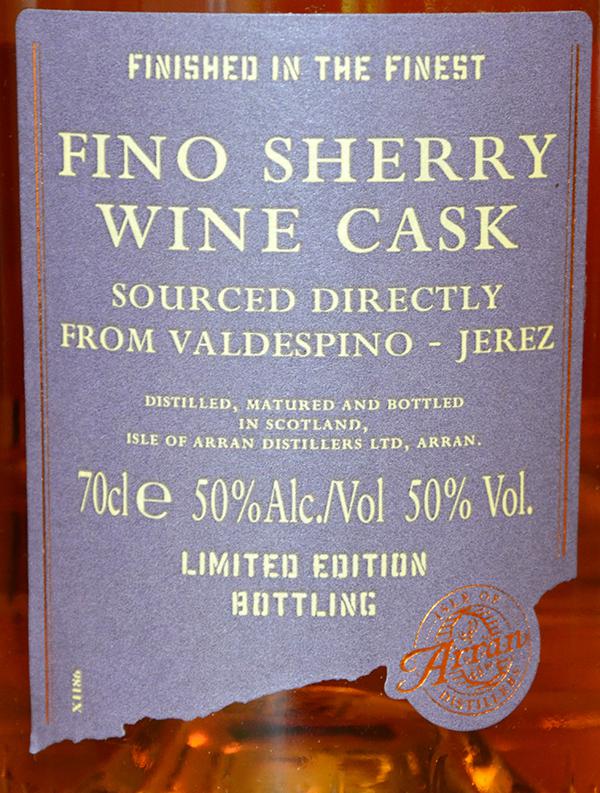 FINISHED IN THE FINEST
FINO SHERRY
WINE CASK
SOURCED DIRECTLY
FROM VALDESPINO - JEREZ
DISTILLED, MATURED AND BOTTLED
IN SCOTLAND,
ISLE OF ARRAN DISTILLERS LTD, ARRAN.
70cl e 50%Alc./Vol 50% Vol.
LIMITED EDITION
BOTTLING
ISLE OF
Arran
DISTILLERS
X1186